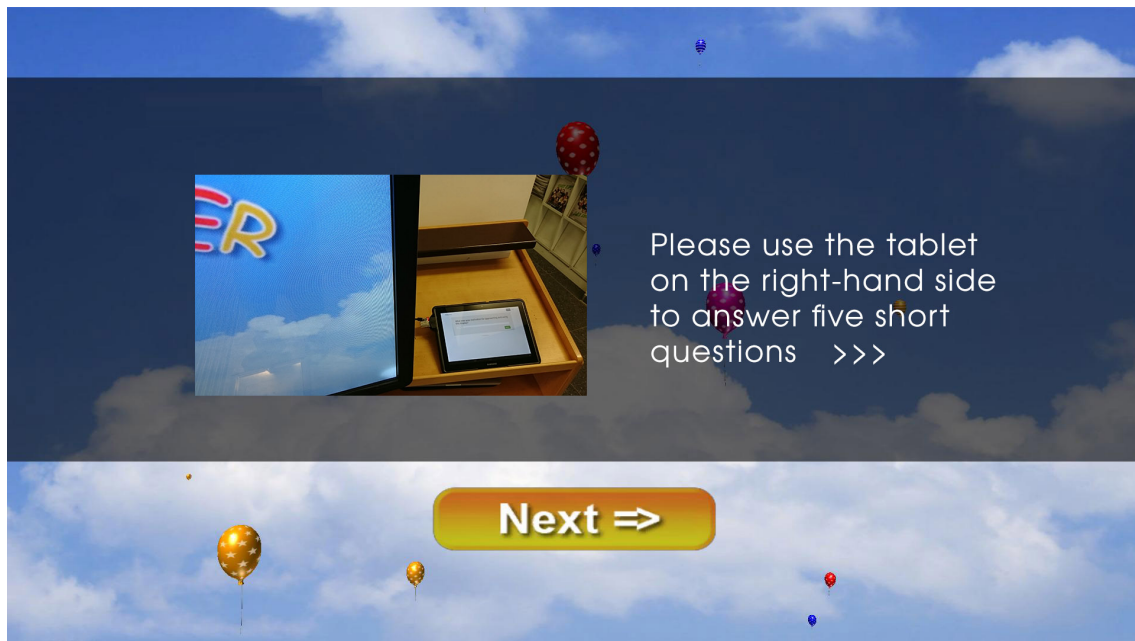 ER
Please use the tablet
on the right-hand side
to answer five short
questions >>>
Next ⇒